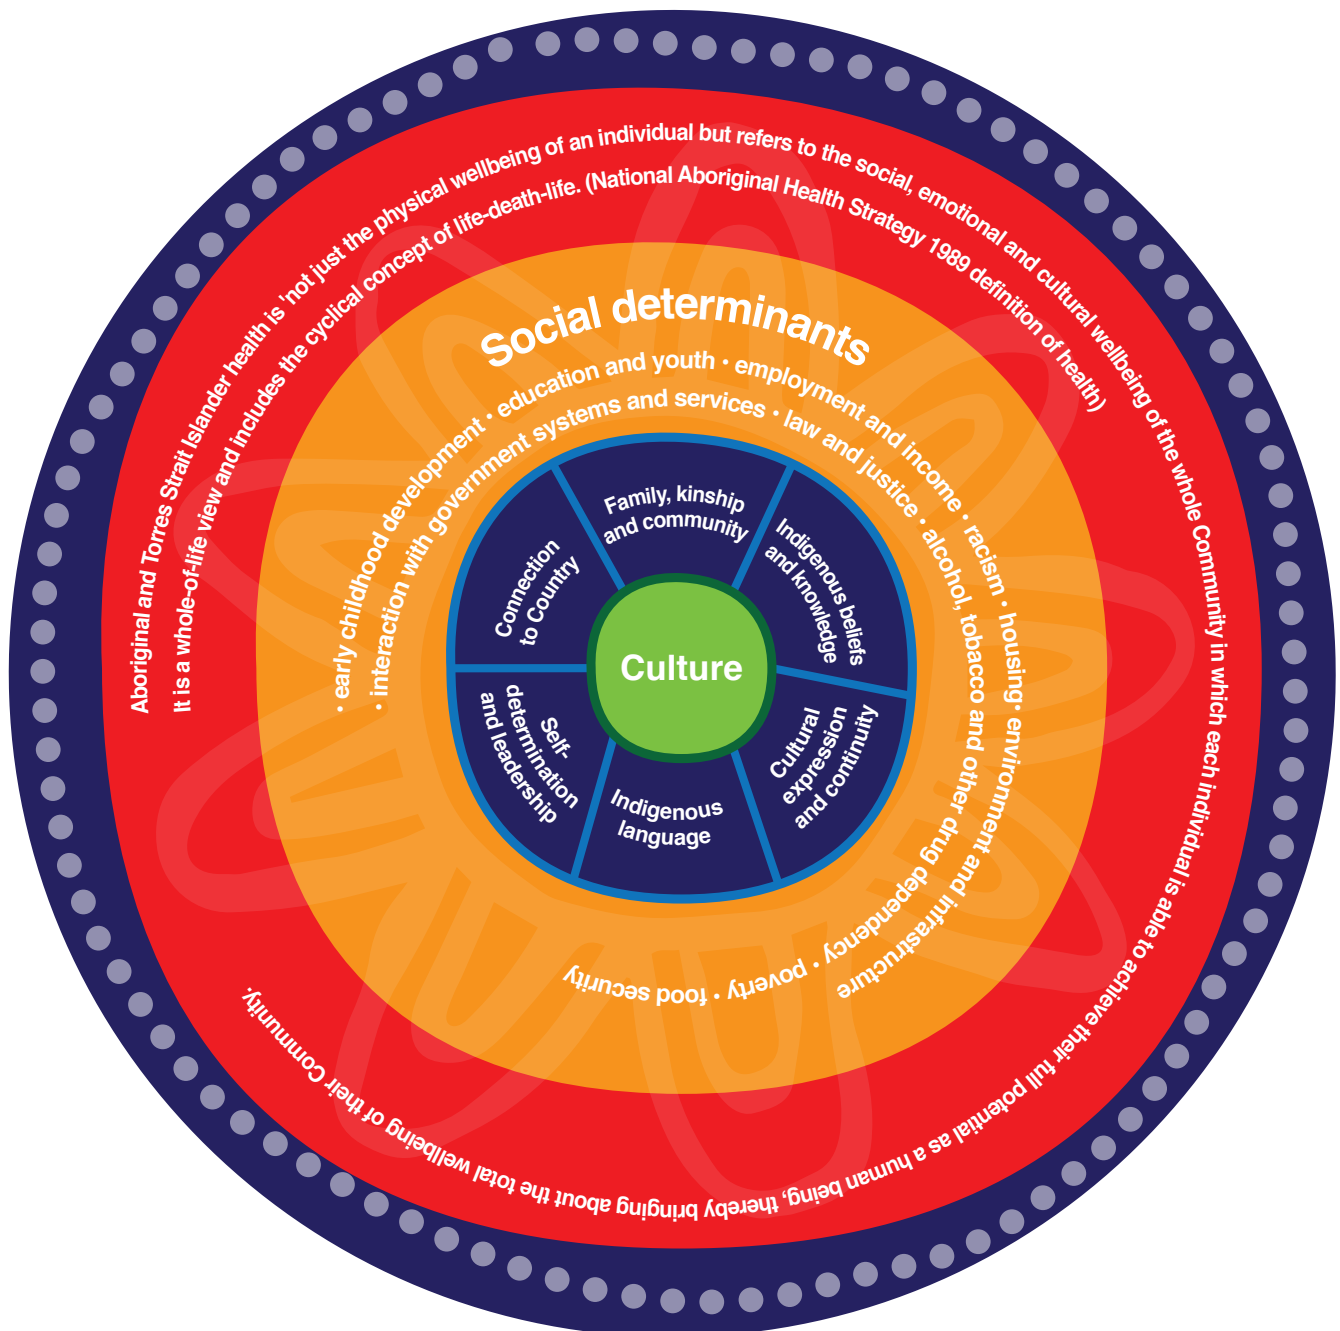 Aboriginal and Torres Strait Islander health is 'not just the physical wellbeing of an individual but refers to the social, emotional and cultural wellbeing of the whole Community in which each individual is able to achieve their full potential as a human being, thereby bringing about the total wellbeing of their Community.
It is a whole-of-life view and includes the cyclical concept of life-death-life. (National Aboriginal Health Strategy 1989 definition of health)
Social determinants
• early childhood development • education and youth • employment and income • racism • housing• environment and infrastructure
• interaction with government systems and services • law and justice • alcohol, tobacco and other drug dependency • poverty • food security
Family, kinship
and community
Indigenous beliefs
and knowledge
Cultural
expression
and continuity
Indigenous
language
Self-
determination
and leadership
Connection
to Country
Culture